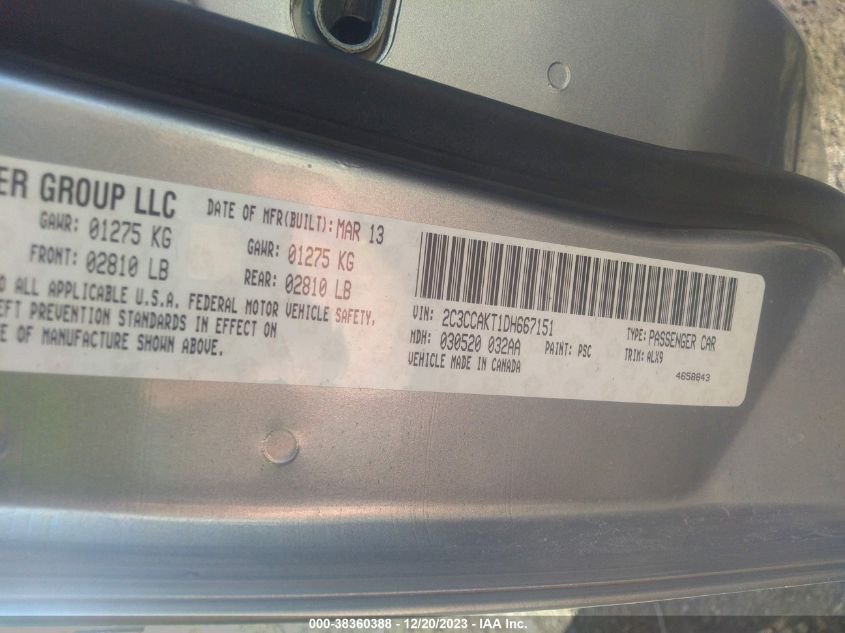 ER GROUP LLC
DATE OF MFR(BUILT): MAR 13
GAWR: 01275 KG
GAWR: 01275 KG
FRONT: 02810 LB
REAR: 02810 LB
ALL APPLICABLE U.S.A. FEDERAL MOTOR VEHICLE SAFETY,
EFT PREVENTION STANDARDS IN EFFECT ON
E OF MANUFACTURE SHOWN ABOVE.
VIN: 2C3CCAKT1DH667151
TYPE: PASSENGER CAR
MDH: 030520 032AA
PAINT: PSC
TRIM: ALX9
VEHICLE MADE IN CANADA
4658843
000-38360388 - 12/20/2023 - IAA Inc.